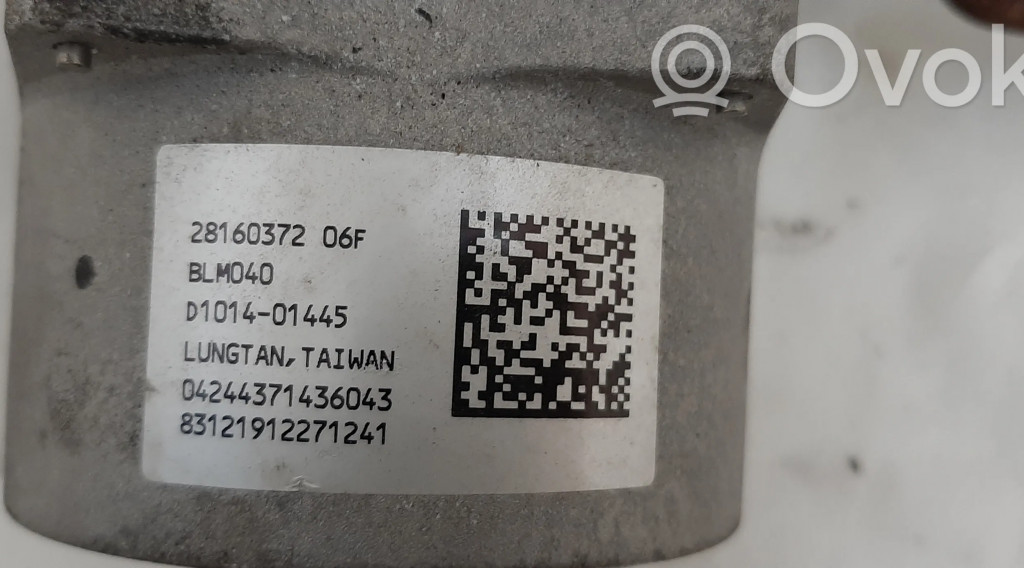 Ovok
28160372 06F
BLM040
D1014-01445
LUNGTAN, TAIWAN
04244371436043
83121912271241